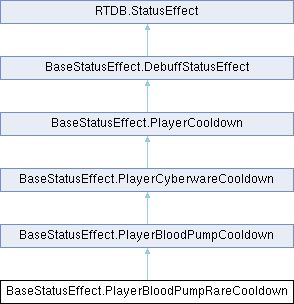 RTDB.StatusEffect
BaseStatusEffect.DebuffStatusEffect
BaseStatusEffect.PlayerCooldown
BaseStatusEffect.PlayerCyberwareCooldown
BaseStatusEffect.PlayerBloodPumpCooldown
BaseStatusEffect.PlayerBloodPumpRareCooldown